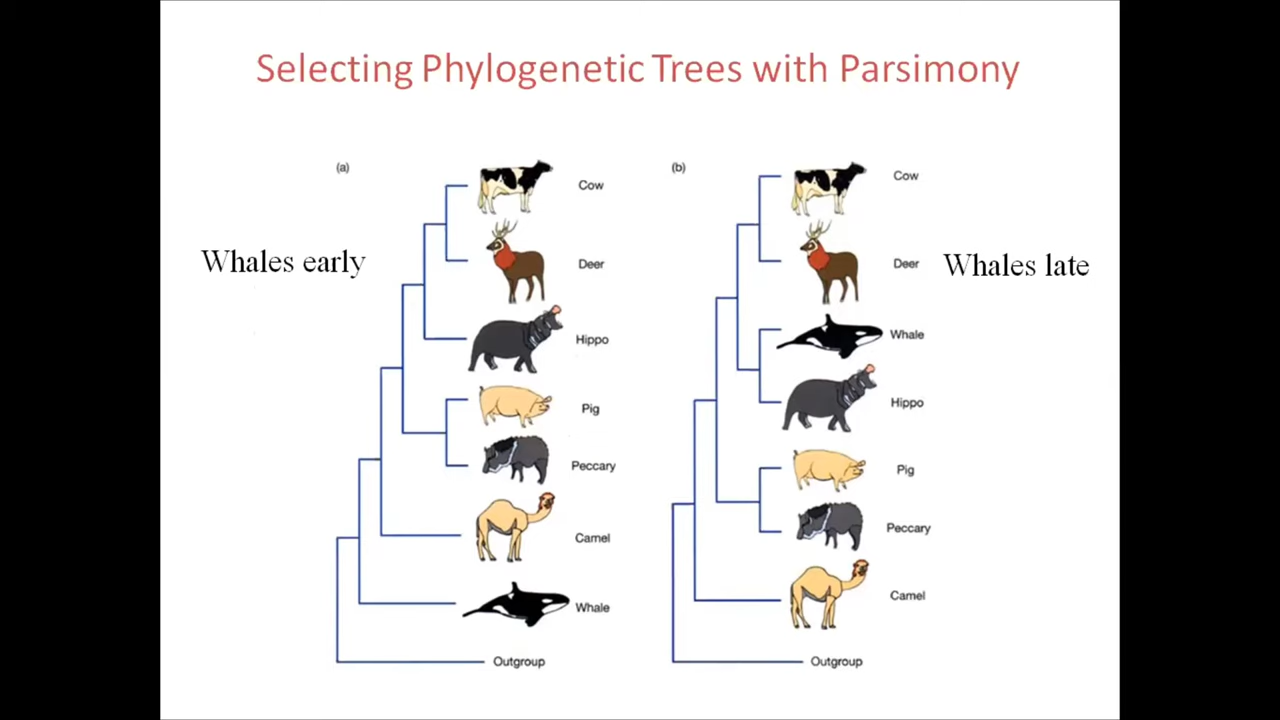 Selecting Phylogenetic Trees with Parsimony
(a)
Whales early
Cow
Deer
Hippo
Pig
Peccary
Camel
Whale
Outgroup
(b)
Whales late
Cow
Deer
Whale
Hippo
Pig
Peccary
Camel
Outgroup